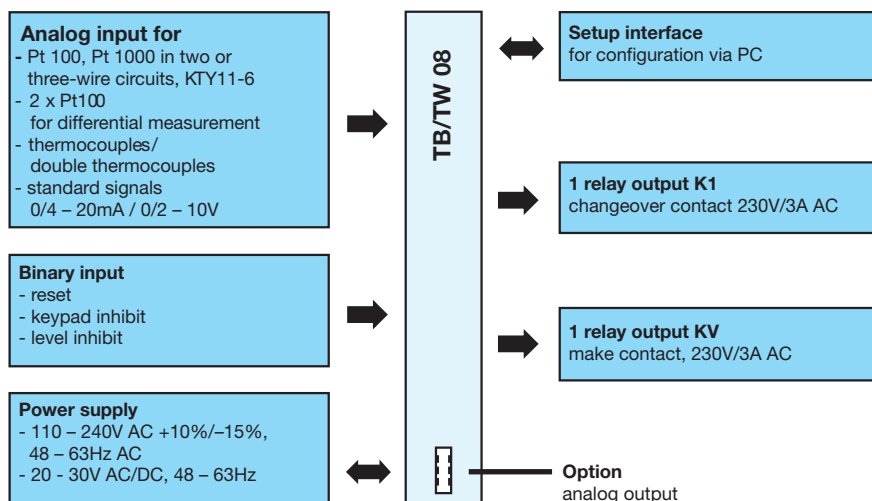 Analog input for
- Pt 100, Pt 1000 in two or
three-wire circuits, KTY11-6
- 2 x Pt100
for differential measurement
- thermocouples/
double thermocouples
- standard signals
0/4 – 20mA / 0/2 – 10V
Binary input
- reset
- keypad inhibit
- level inhibit
Power supply
- 110 – 240V AC +10%/–15%,
48 – 63Hz AC
- 20 - 30V AC/DC, 48 – 63Hz
TB/TW 08
Setup interface
for configuration via PC
1 relay output K1
changeover contact 230V/3A AC
1 relay output KV
make contact, 230V/3A AC
Option
analog output